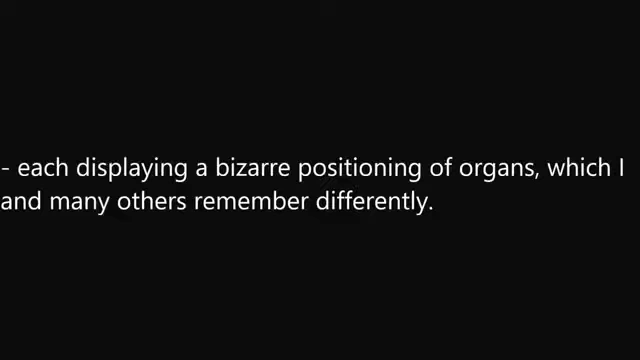 - each displaying a bizarre positioning of organs, which I
and many others remember differently.